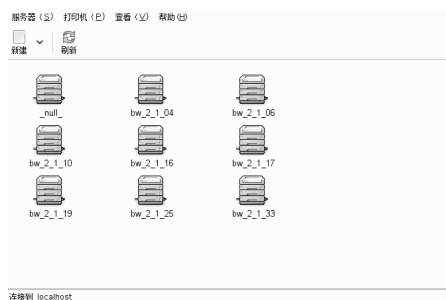 服务器(S) 打印机(P) 查看(V) 帮助(H)
新建 刷新
_null_ bw_2_1_04 bw_2_1_06
bw_2_1_10 bw_2_1_16 bw_2_1_17
bw_2_1_19 bw_2_1_25 bw_2_1_33
连接到 localhost